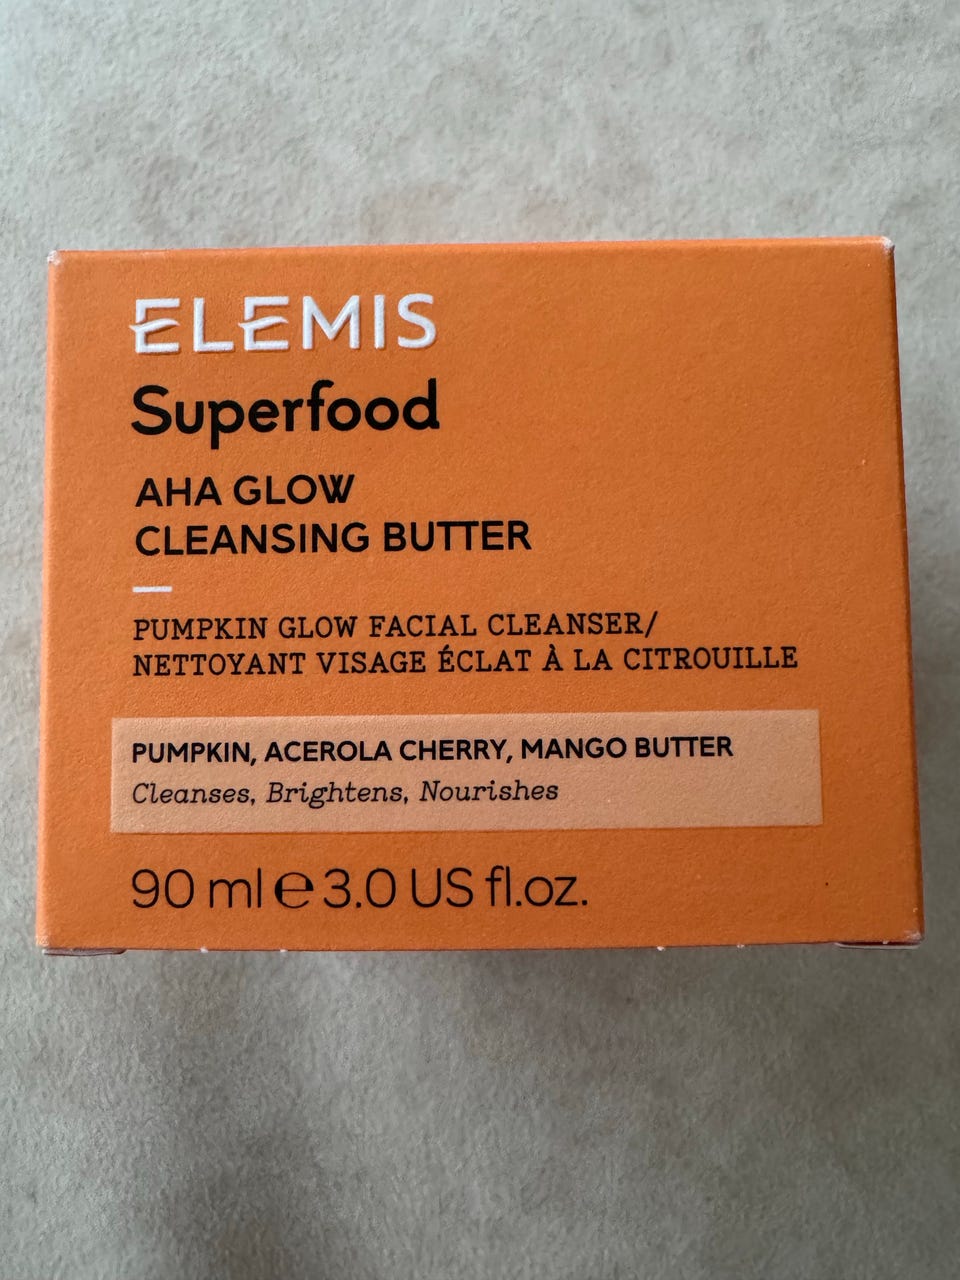 ELEMIS
Superfood
AHA GLOW
CLEANSING BUTTER
PUMPKIN GLOW FACIAL CLEANSER/
NETTOYANT VISAGE ÉCLAT À LA CITROUILLE
PUMPKIN, ACEROLA CHERRY, MANGO BUTTER
Cleanses, Brightens, Nourishes
90 ml ℮ 3.0 US fl.oz.